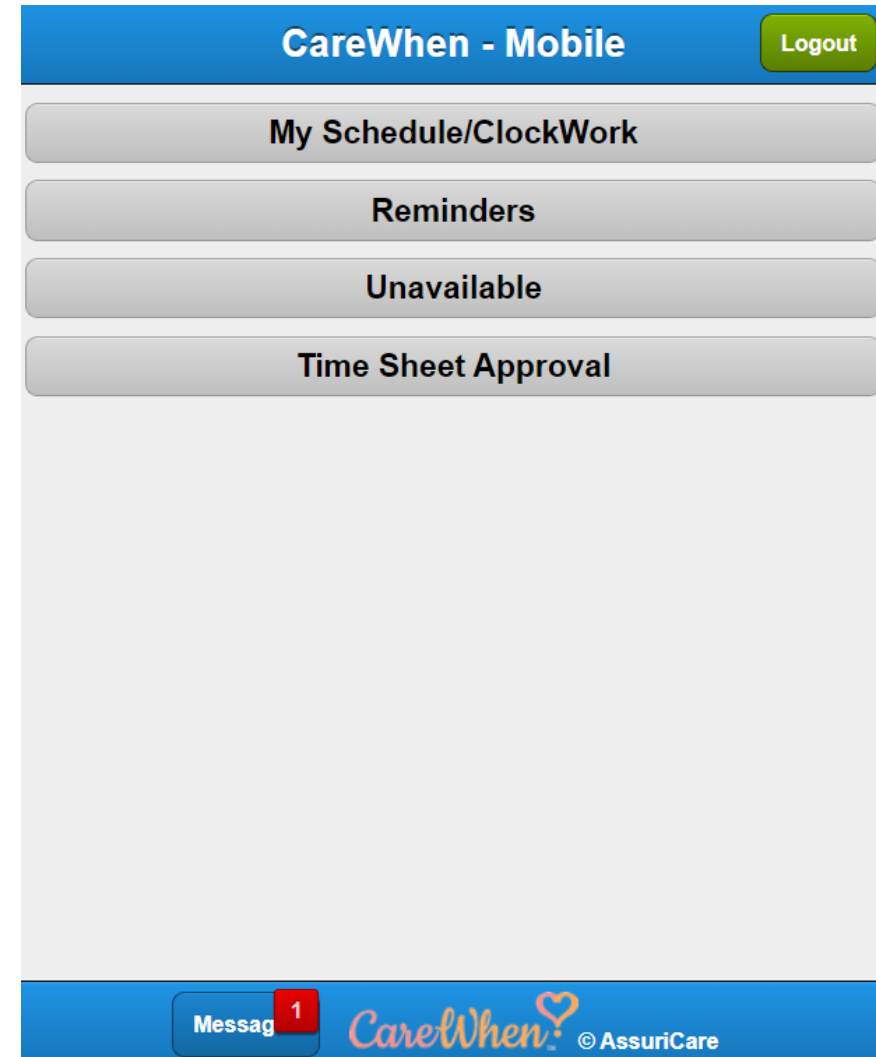 CareWhen - Mobile
Logout
My Schedule/ClockWork
Reminders
Unavailable
Time Sheet Approval
Messag
1
CareWhen?
© AssuriCare